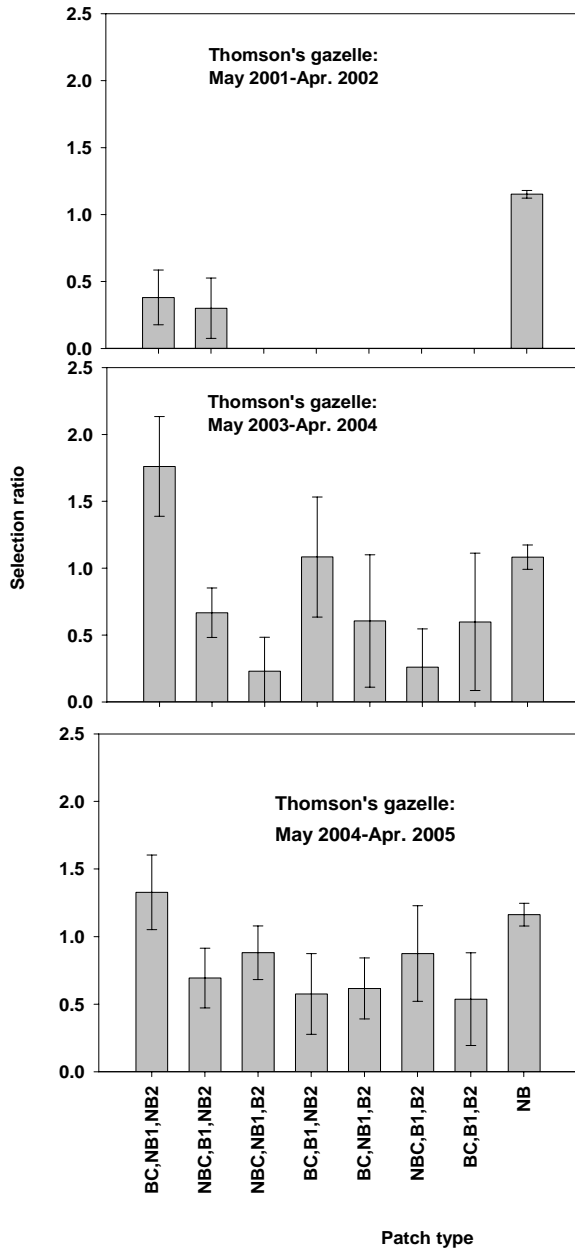 2.5
Thomson's gazelle:
May 2001-Apr. 2002
2.0
1.5
1.0
0.5
0.0
2.5
Thomson's gazelle:
May 2003-Apr. 2004
2.0
1.5
1.0
0.5
0.0
Selection ratio
2.5
2.0
Thomson's gazelle:
May 2004-Apr. 2005
1.5
1.0
0.5
0.0
BC,NB1,NB2
NBC,B1,NB2
NBC,NB1,B2
BC,B1,NB2
BC,NB1,B2
NBC,B1,B2
BC,B1,B2
NB
Patch type